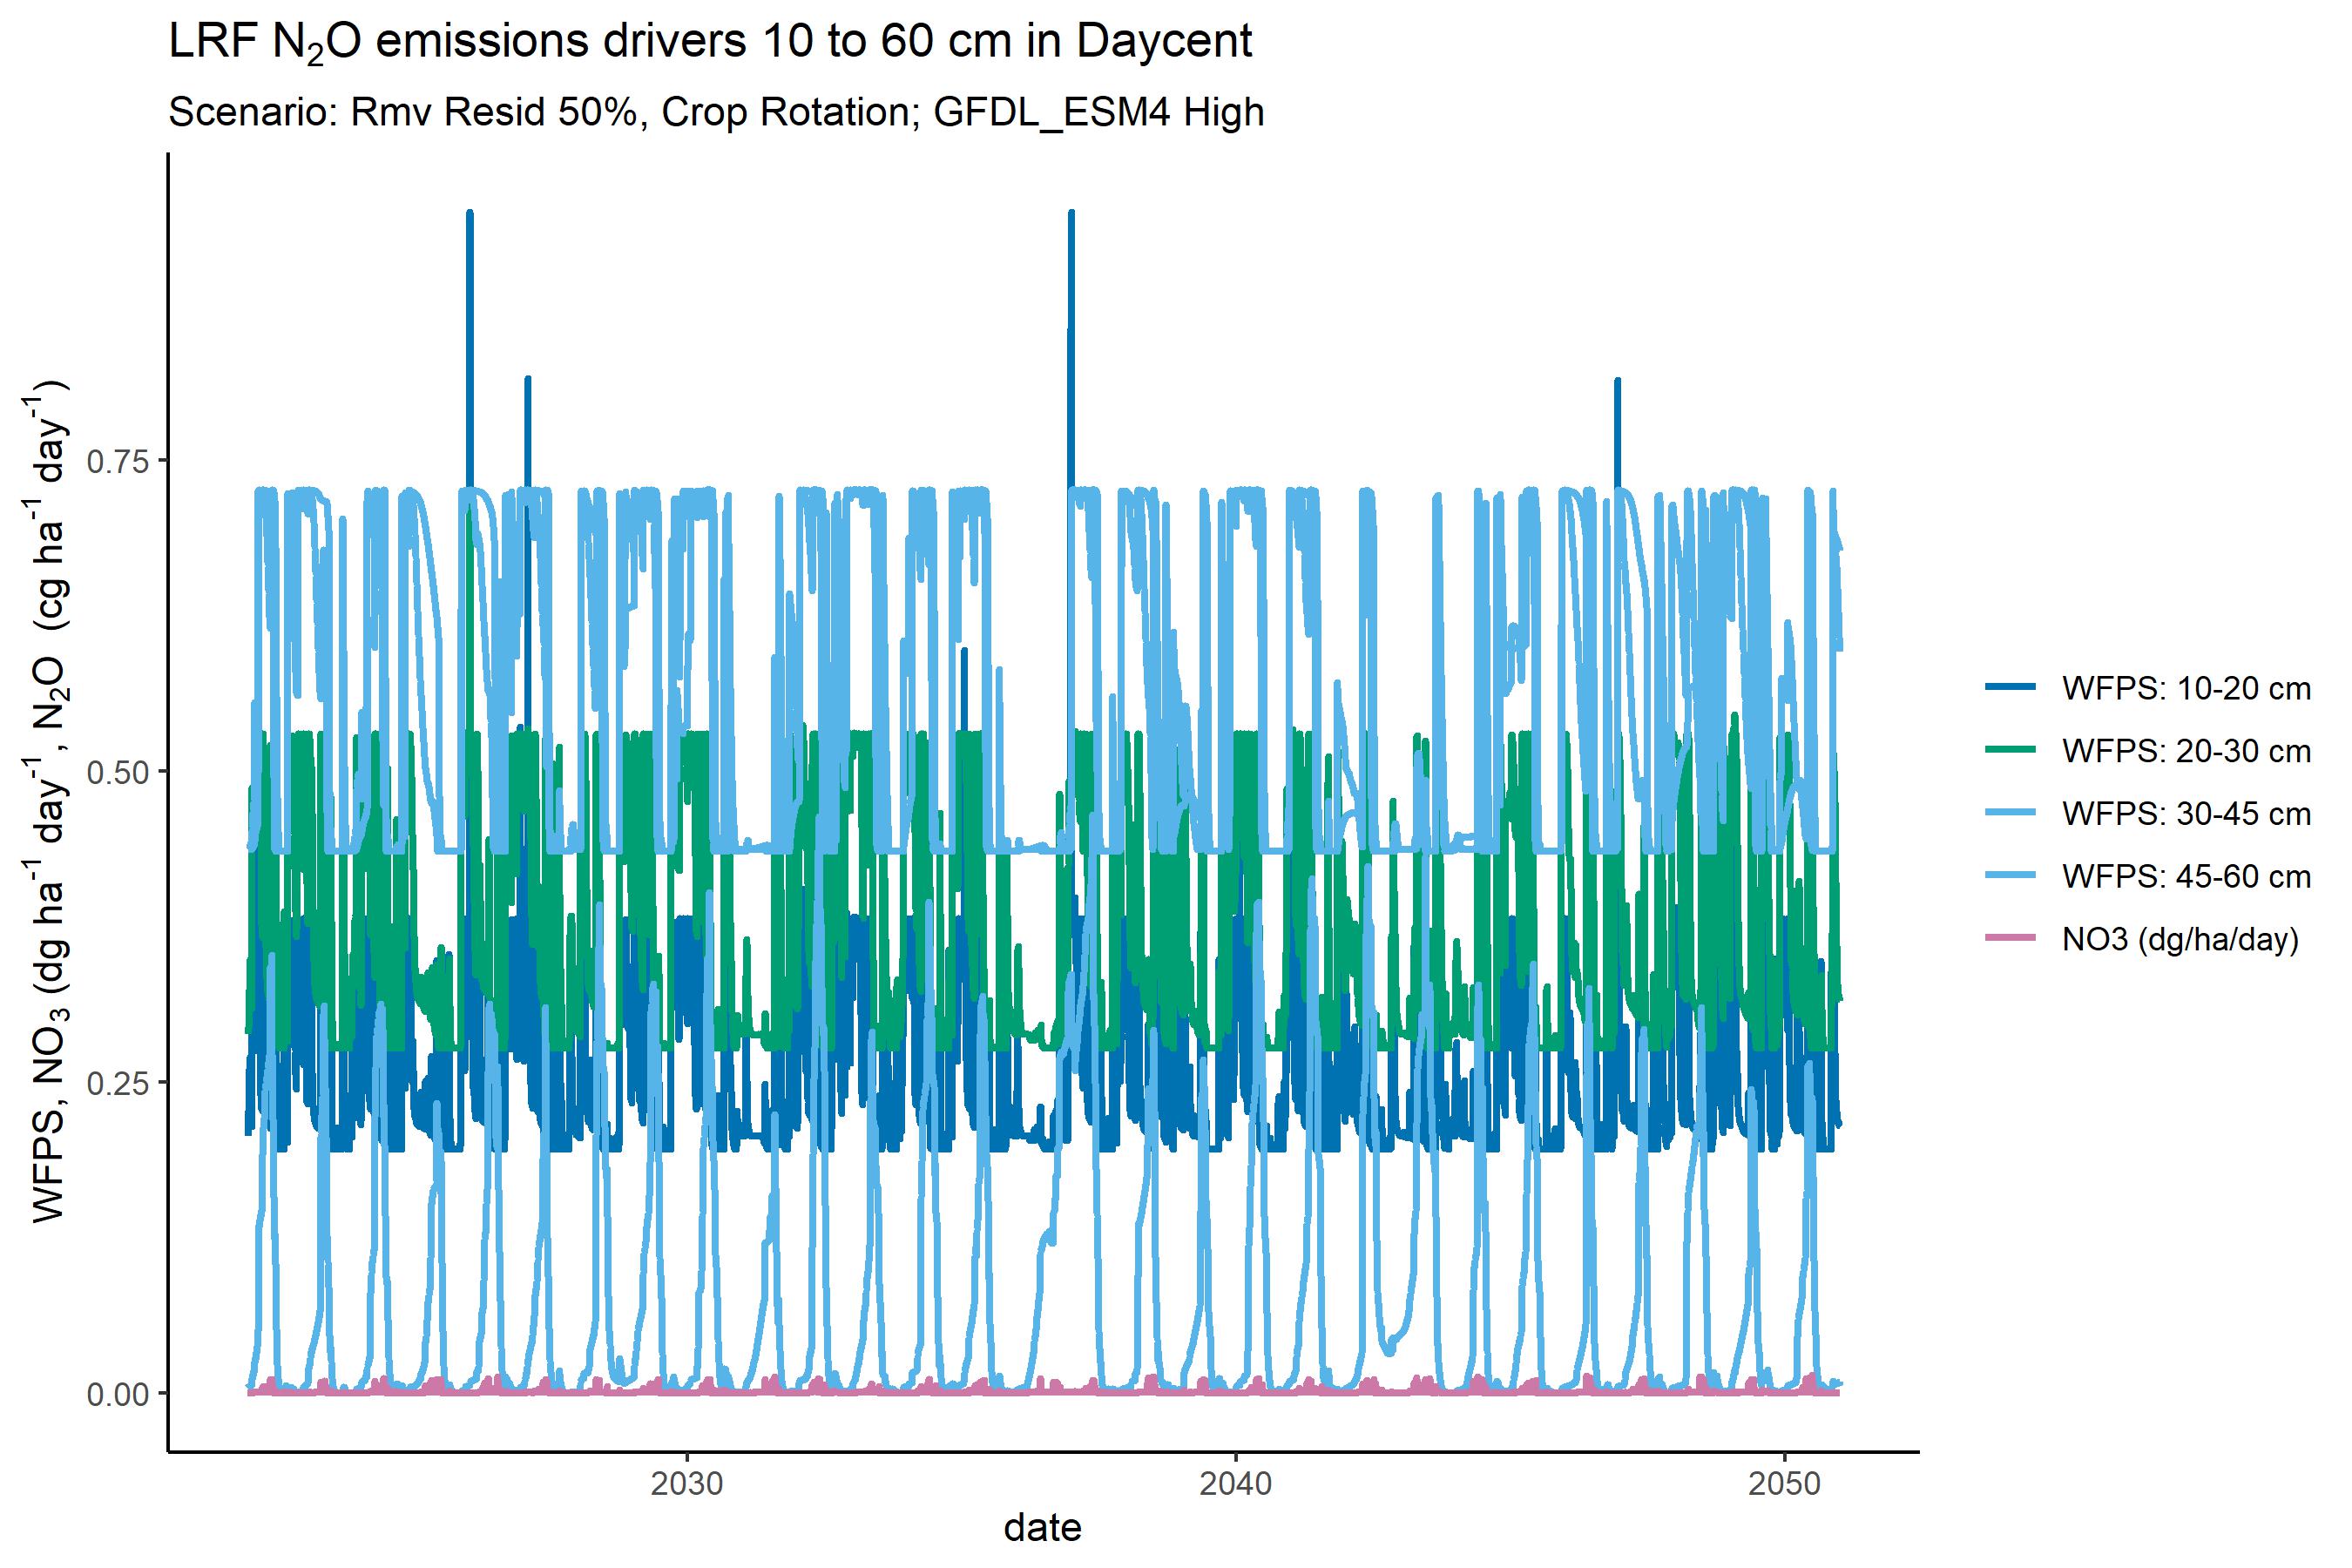 LRF N₂O emissions drivers 10 to 60 cm in Daycent
Scenario: Rmv Resid 50%, Crop Rotation; GFDL_ESM4 High
WFPS, NO₃ (dg ha⁻¹ day⁻¹, N₂O  (cg ha⁻¹ day⁻¹)
0.75
0.50
0.25
0.00
2030
2040
2050
date
WFPS: 10-20 cm
WFPS: 20-30 cm
WFPS: 30-45 cm
WFPS: 45-60 cm
NO3 (dg/ha/day)